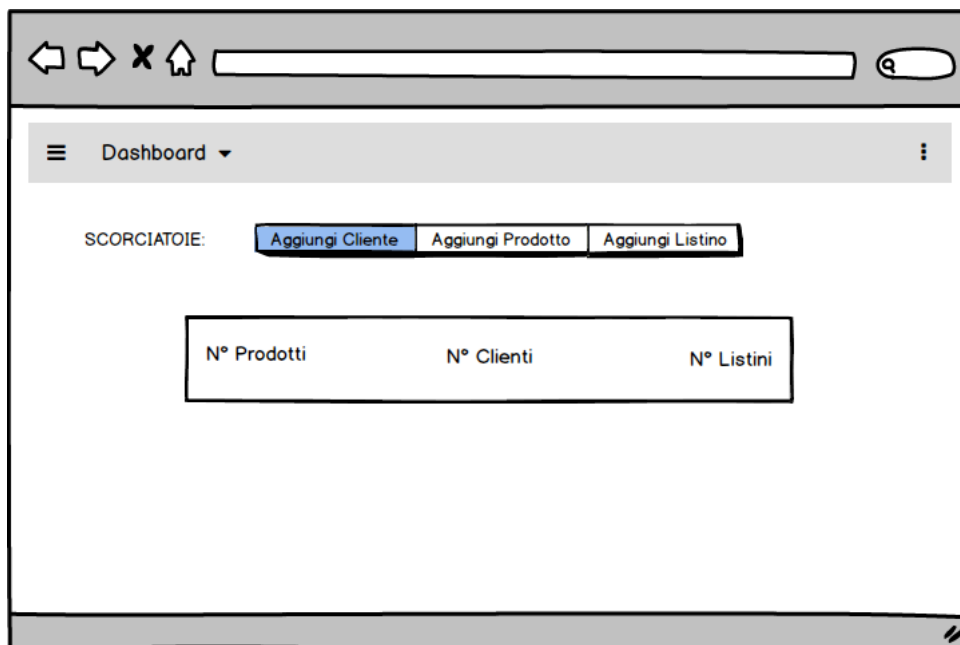 Dashboard
SCORCIATOIE: Aggiungi Cliente Aggiungi Prodotto Aggiungi Listino
N° Prodotti N° Clienti N° Listini